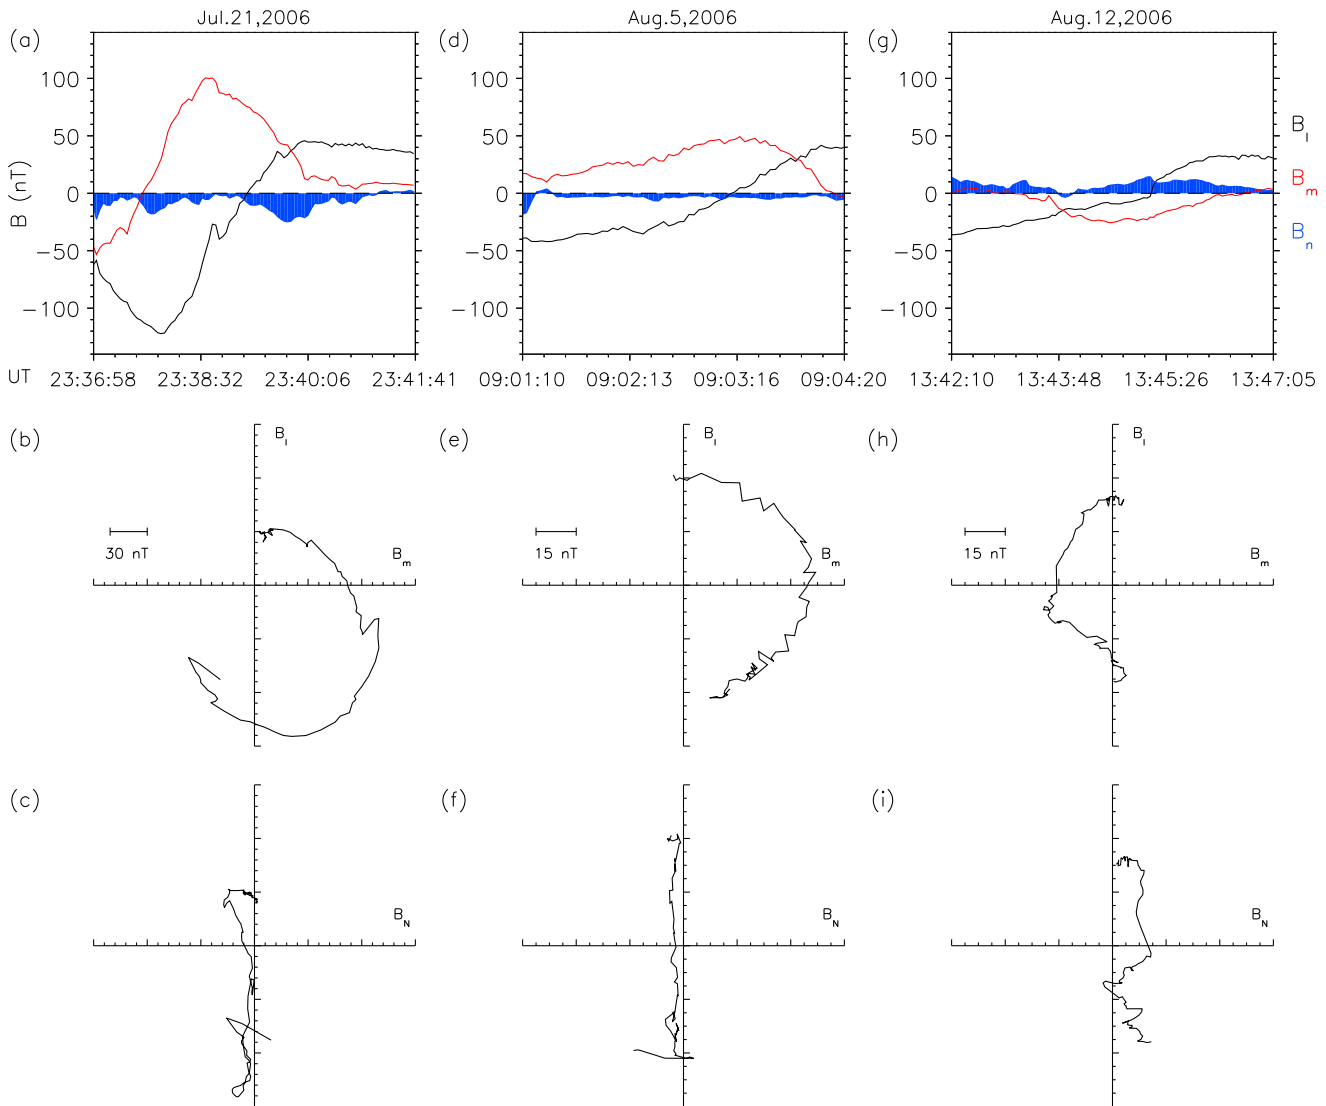 Jul.21,2006
Aug.5,2006
Aug.12,2006
(a)
(d)
(g)
100
50
0
−50
−100
100
50
0
−50
−100
100
50
0
−50
−100
B (nT)
B_l
B_m
B_n
UT
23:36:58
23:38:32
23:40:06
23:41:41
09:01:10
09:02:13
09:03:16
09:04:20
13:42:10
13:43:48
13:45:26
13:47:05
(b)
B_l
30 nT
B_m
(e)
B_l
15 nT
B_m
(h)
B_l
15 nT
B_m
(c)
B_N
(f)
B_N
(i)
B_N